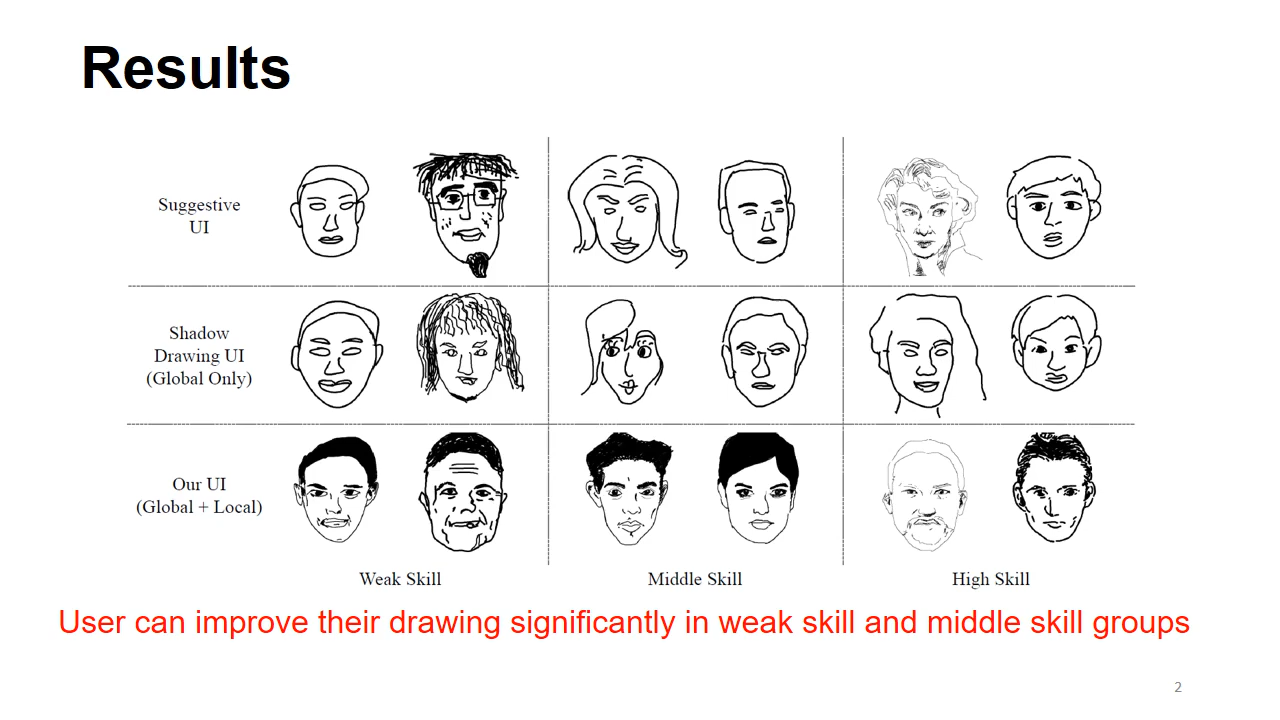 Results
Suggestive
UI
Shadow
Drawing UI
(Global Only)
Our UI
(Global + Local)
Weak Skill
Middle Skill
High Skill
User can improve their drawing significantly in weak skill and middle skill groups
2